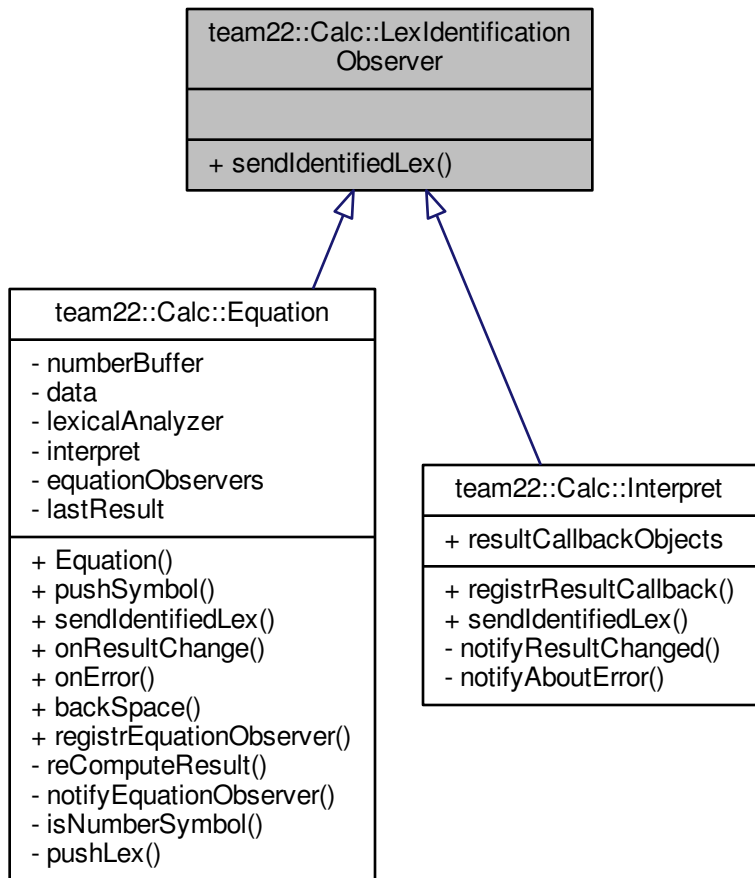 team22::Calc::LexIdentification
Observer
+ sendIdentifiedLex()
team22::Calc::Equation
- numberBuffer
- data
- lexicalAnalyzer
- interpret
- equationObservers
- lastResult
+ Equation()
+ pushSymbol()
+ sendIdentifiedLex()
+ onResultChange()
+ onError()
+ backSpace()
+ registrEquationObserver()
- reComputeResult()
- notifyEquationObserver()
- isNumberSymbol()
- pushLex()
team22::Calc::Interpret
+ resultCallbackObjects
+ registrResultCallback()
+ sendIdentifiedLex()
- notifyResultChanged()
- notifyAboutError()